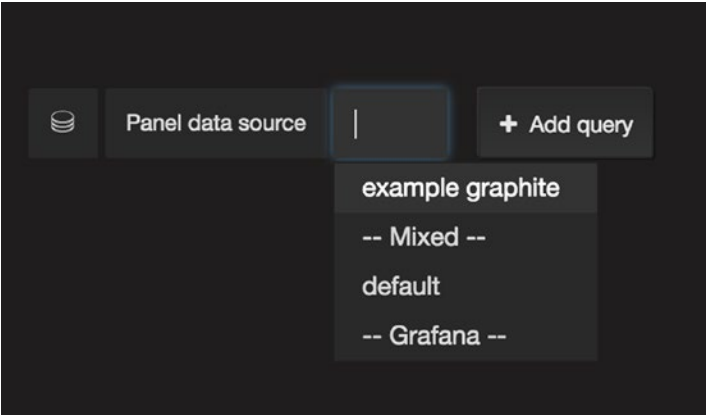 Panel data source
+ Add query
example graphite
-- Mixed --
default
-- Grafana --